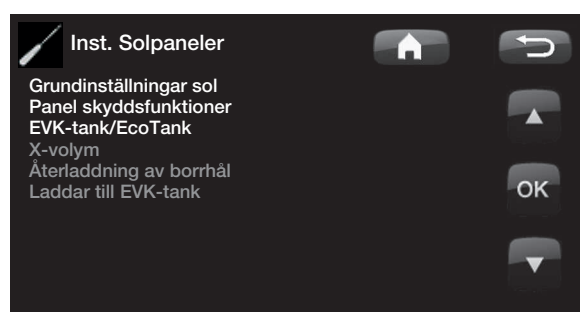 Inst. Solpaneler
Grundinställningar sol
Panel skyddsfunktioner
EVK-tank/EcoTank
X-volym
Återladdning av borrhål
Laddar till EVK-tank
OK